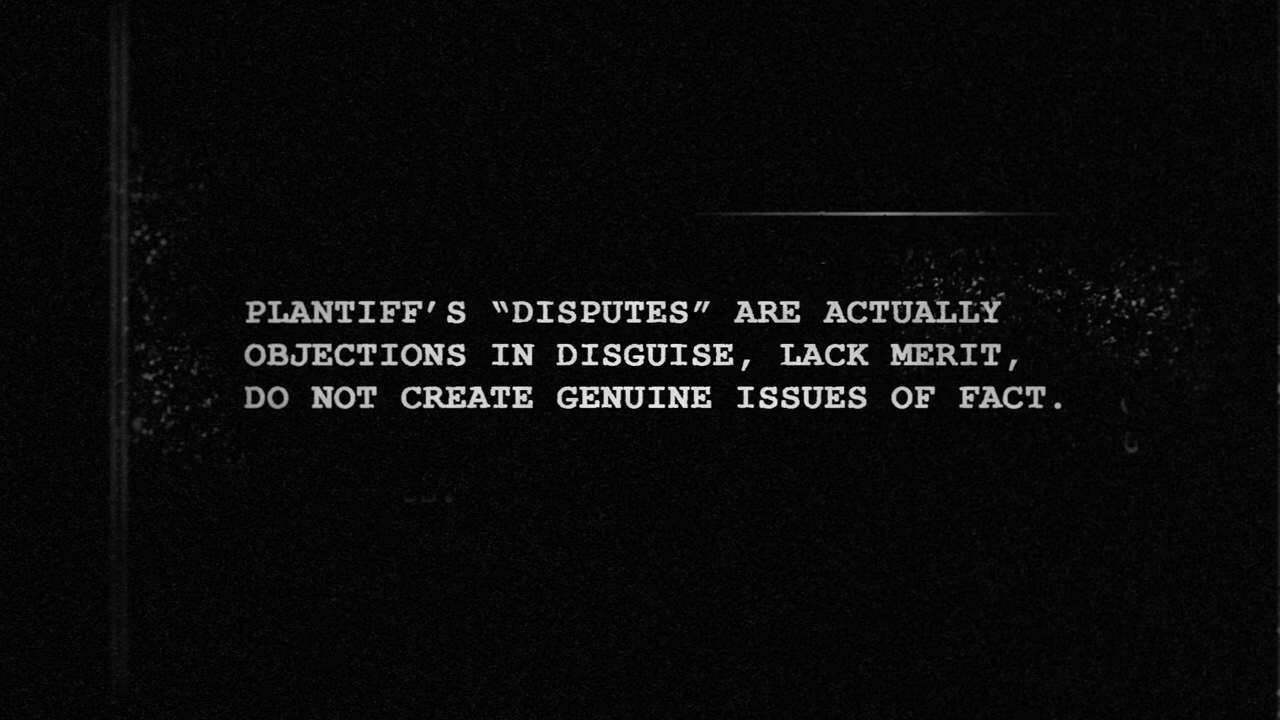 PLANTIFF’S “DISPUTES” ARE ACTUALLY
OBJECTIONS IN DISGUISE, LACK MERIT,
DO NOT CREATE GENUINE ISSUES OF FACT.